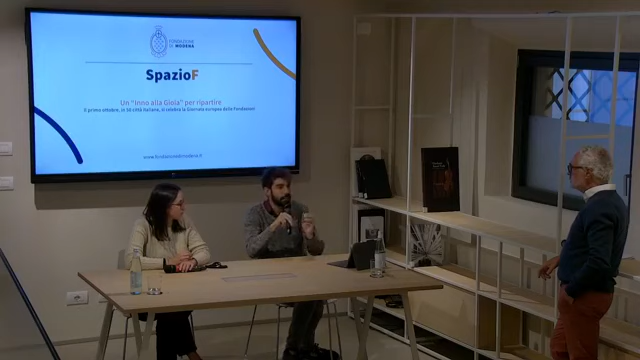 FONDAZIONE
DI MODENA
SpazioF
Un "Inno alla Gioia" per ripartire
Il primo ottobre, in 50 città italiane, si celebra la Giornata europea delle Fondazioni
www.fondazionedimodena.it